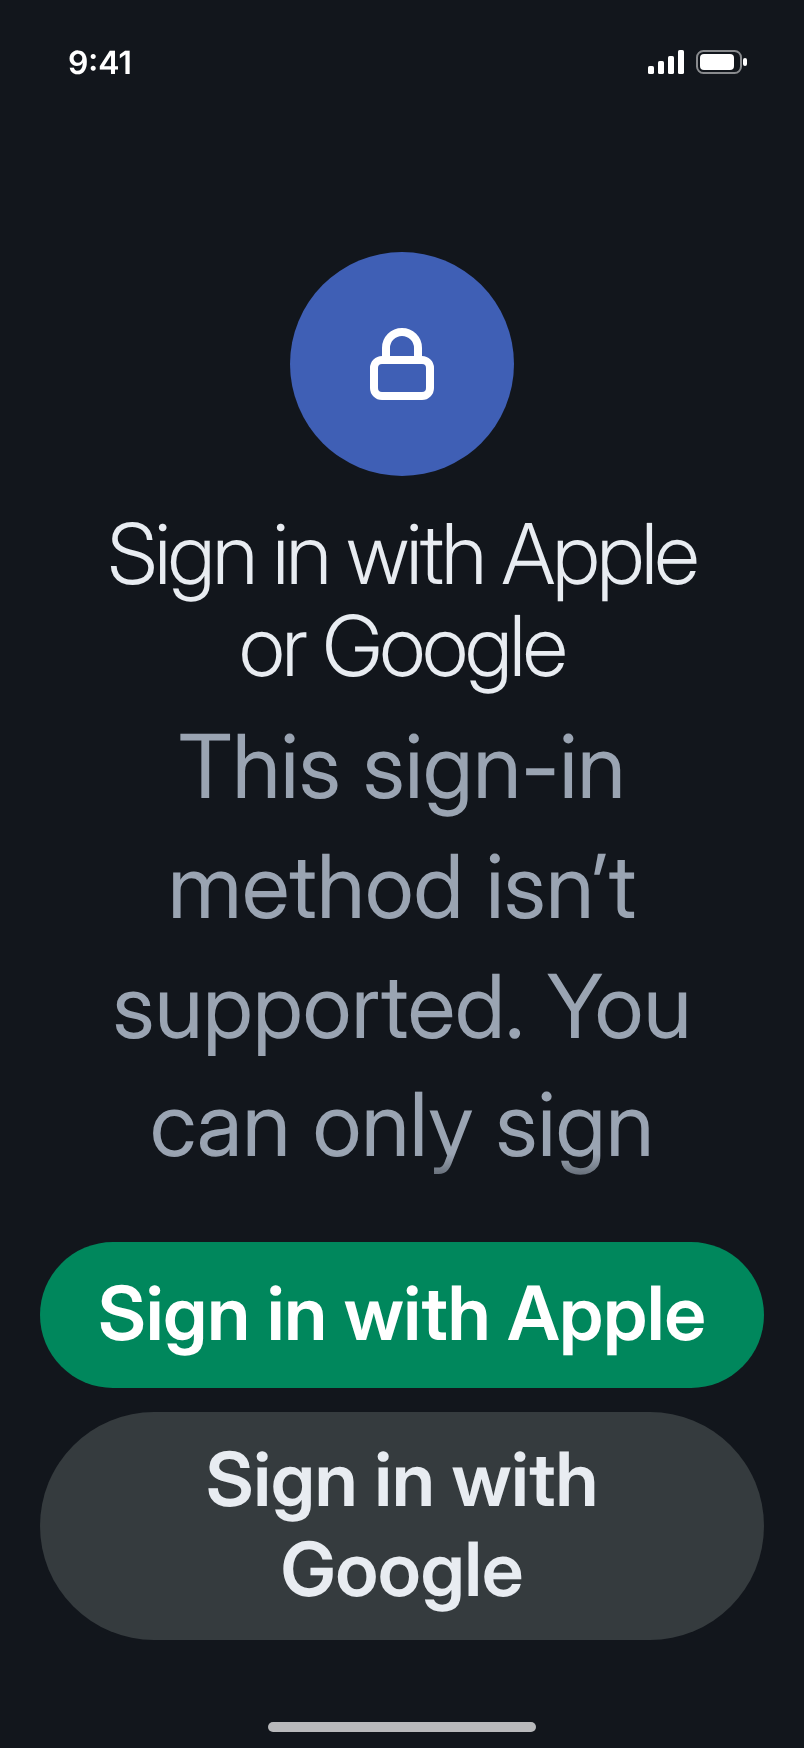 9:41
Sign in with Apple
or Google
This sign-in
method isn’t
supported. You
can only sign
Sign in with Apple
Sign in with
Google